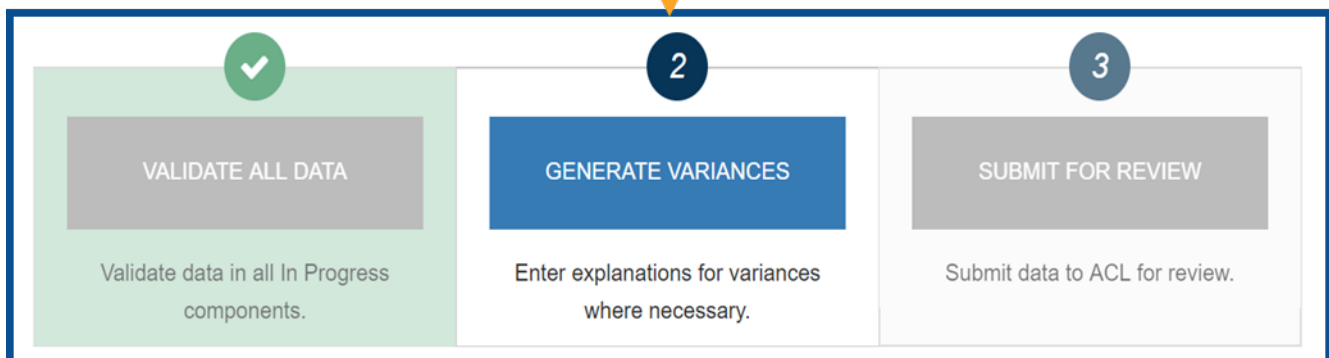 2
3
VALIDATE ALL DATA
GENERATE VARIANCES
SUBMIT FOR REVIEW
Validate data in all In Progress
components.
Enter explanations for variances
where necessary.
Submit data to ACL for review.